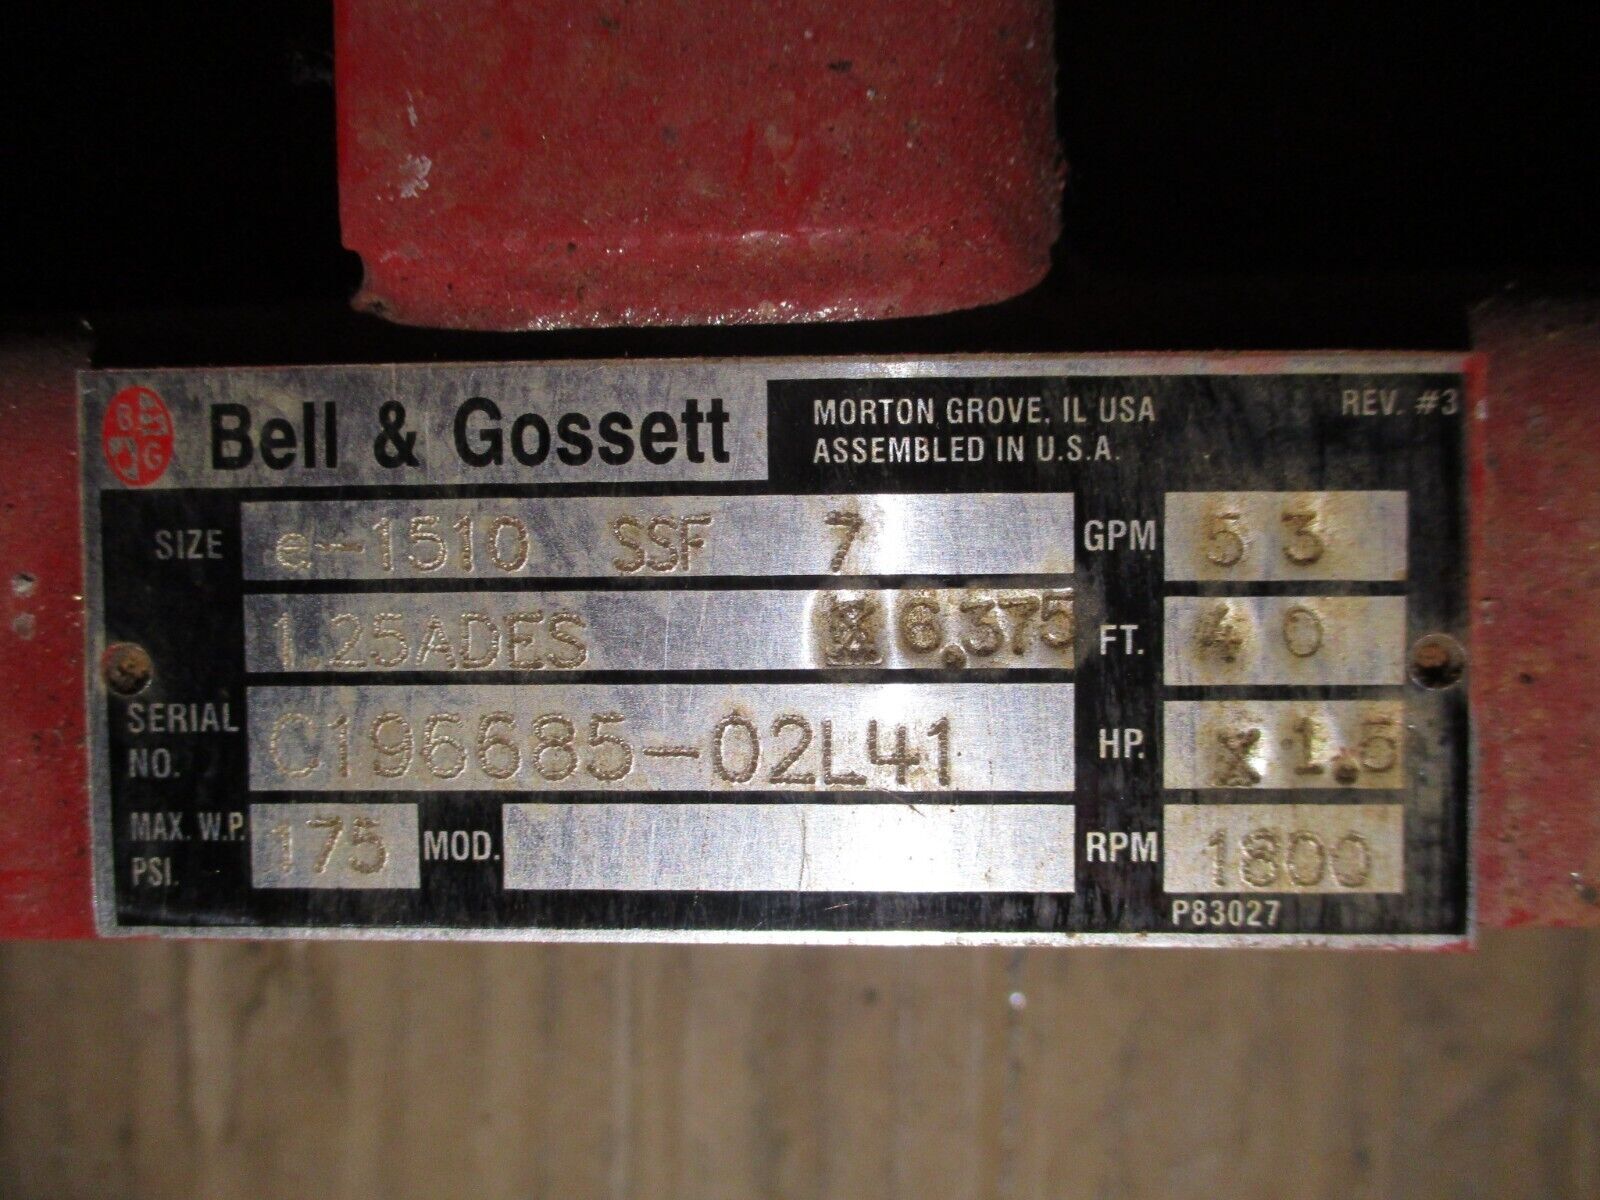 B & G
Bell & Gossett
MORTON GROVE, IL USA
ASSEMBLED IN U.S.A.
REV. #3
SIZE e-1510 SSF 7
1.25ADES X 6.375
SERIAL NO. C196685-02L41
MAX. W.P. PSI. 175 MOD.
GPM 53
FT. 40
HP. X 1.5
RPM 1800
P83027